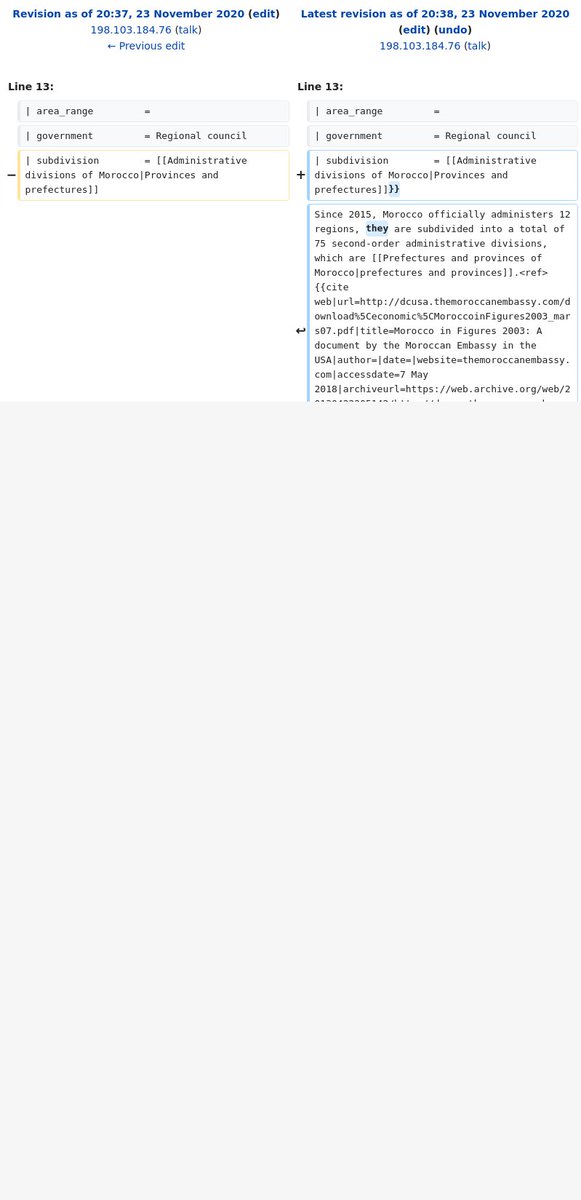 Revision as of 20:37, 23 November 2020 (edit)
198.103.184.76 (talk)
← Previous edit
Latest revision as of 20:38, 23 November 2020
(edit) (undo)
198.103.184.76 (talk)
Line 13:
Line 13:
| area_range         =
| area_range         =
| government         = Regional council
| government         = Regional council
−
| subdivision        = [[Administrative
divisions of Morocco|Provinces and
prefectures]]
+
| subdivision        = [[Administrative
divisions of Morocco|Provinces and
prefectures]]}}
Since 2015, Morocco officially administers 12
regions, they are subdivided into a total of
75 second-order administrative divisions,
which are [[Prefectures and provinces of
Morocco|prefectures and provinces]].<ref>
{{cite
web|url=http://dcusa.themoroccanembassy.com/d
ownload%5Ceconomic%5CMoroccoinFigures2003_mar
s07.pdf|title=Morocco in Figures 2003: A
document by the Moroccan Embassy in the
USA|author=|date=|website=themoroccanembassy.
com|accessdate=7 May
2018|archiveurl=https://web.archive.org/web/2